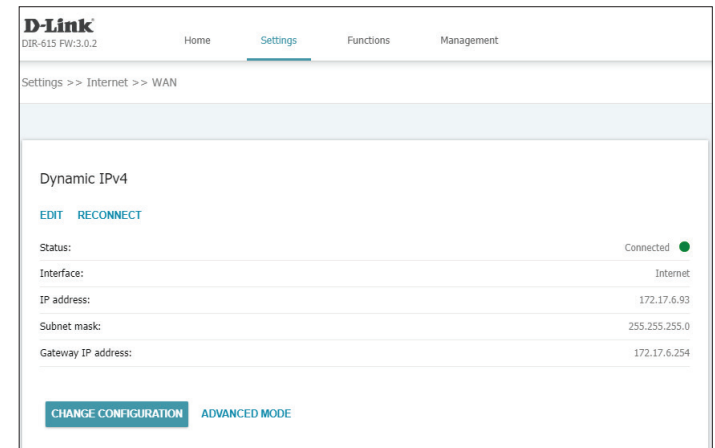 D-Link
DIR-615 FW:3.0.2 Home Settings Functions Management
Settings >> Internet >> WAN
Dynamic IPv4
EDIT RECONNECT
Status: Connected
Interface: Internet
IP address: 172.17.6.93
Subnet mask: 255.255.255.0
Gateway IP address: 172.17.6.254
CHANGE CONFIGURATION ADVANCED MODE